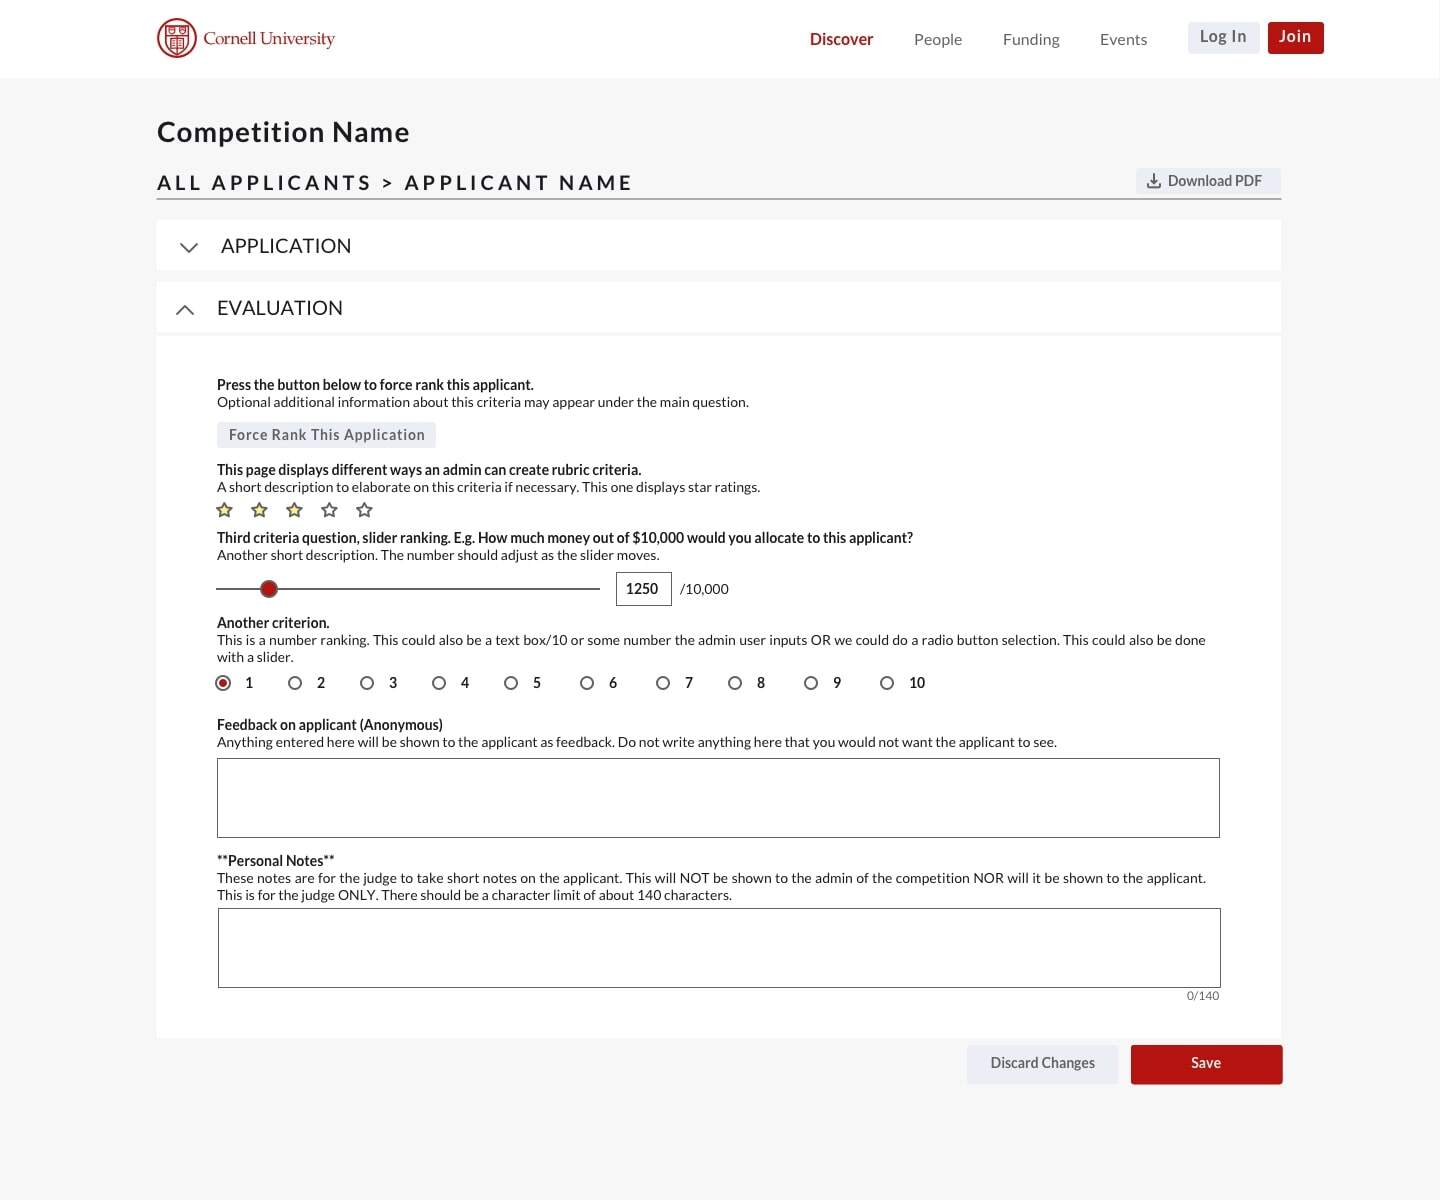 Cornell University
Discover People Funding Events Log In Join
Competition Name
ALL APPLICANTS > APPLICANT NAME
Download PDF
APPLICATION
EVALUATION
Press the button below to force rank this applicant.
Optional additional information about this criteria may appear under the main question.
Force Rank This Application
This page displays different ways an admin can create rubric criteria.
A short description to elaborate on this criteria if necessary. This one displays star ratings.
Third criteria question, slider ranking. E.g. How much money out of $10,000 would you allocate to this applicant?
Another short description. The number should adjust as the slider moves.
1250 /10,000
Another criterion.
This is a number ranking. This could also be a text box/10 or some number the admin user inputs OR we could do a radio button selection. This could also be done
with a slider.
1 2 3 4 5 6 7 8 9 10
Feedback on applicant (Anonymous)
Anything entered here will be shown to the applicant as feedback. Do not write anything here that you would not want the applicant to see.
**Personal Notes**
These notes are for the judge to take short notes on the applicant. This will NOT be shown to the admin of the competition NOR will it be shown to the applicant.
This is for the judge ONLY. There should be a character limit of about 140 characters.
0/140
Discard Changes Save